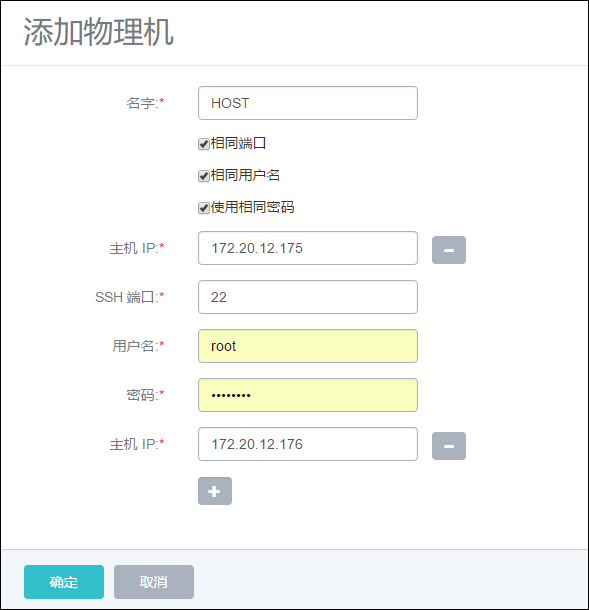 添加物理机
名字:* HOST
相同端口
相同用户名
使用相同密码
主机 IP:* 172.20.12.175
SSH 端口:* 22
用户名:* root
密码:* ••••••••
主机 IP:* 172.20.12.176
确定 取消